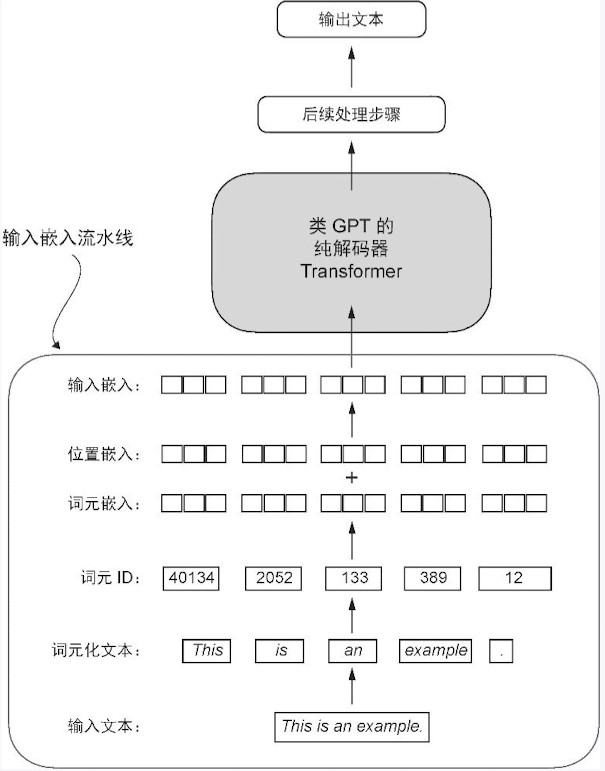 输出文本
后续处理步骤
类 GPT 的
纯解码器
Transformer
输入嵌入流水线
输入嵌入：
位置嵌入：
+
词元嵌入：
词元 ID： 40134 2052 133 389 12
词元化文本： This is an example .
输入文本： This is an example.